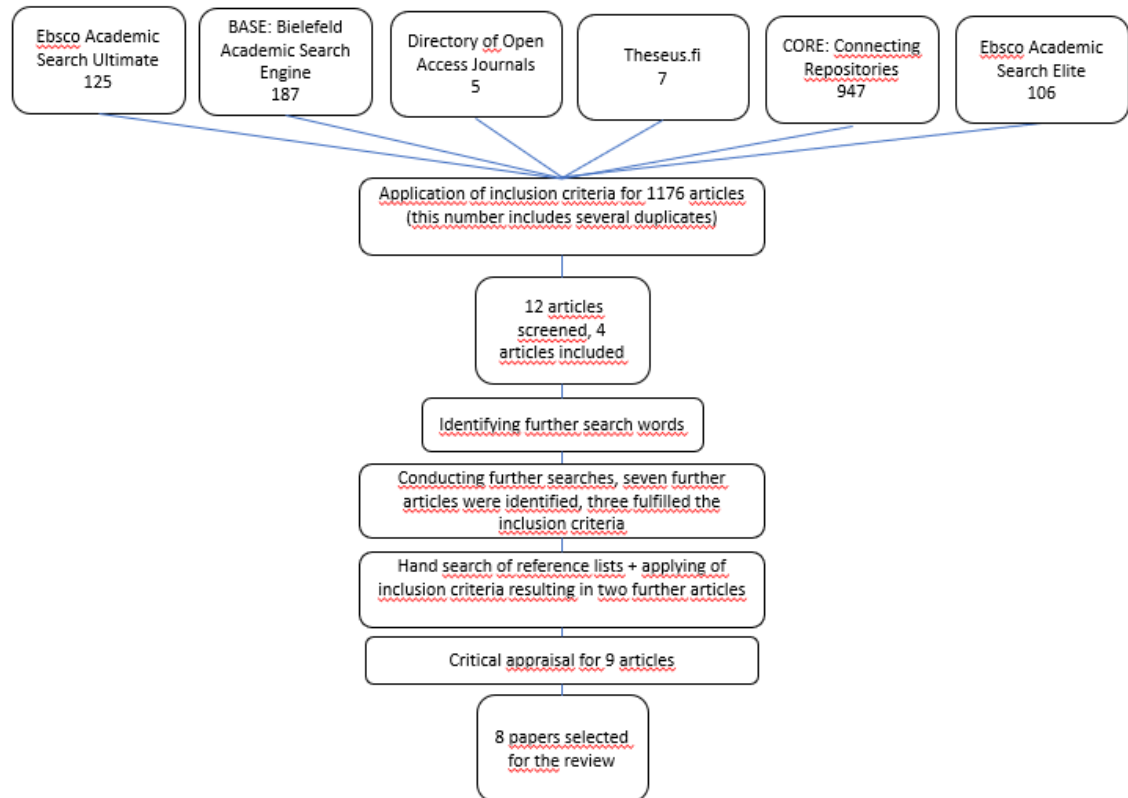 Ebsco Academic
Search Ultimate
125
BASE: Bielefeld
Academic Search
Engine
187
Directory of Open
Access Journals
5
Theseus.fi
7
CORE: Connecting
Repositories
947
Ebsco Academic
Search Elite
106
Application of inclusion criteria for 1176 articles
(this number includes several duplicates)
12 articles
screened, 4
articles included
Identifying further search words
Conducting further searches, seven further
articles were identified, three fulfilled the
inclusion criteria
Hand search of reference lists + applying of
inclusion criteria resulting in two further articles
Critical appraisal for 9 articles
8 papers selected
for the review